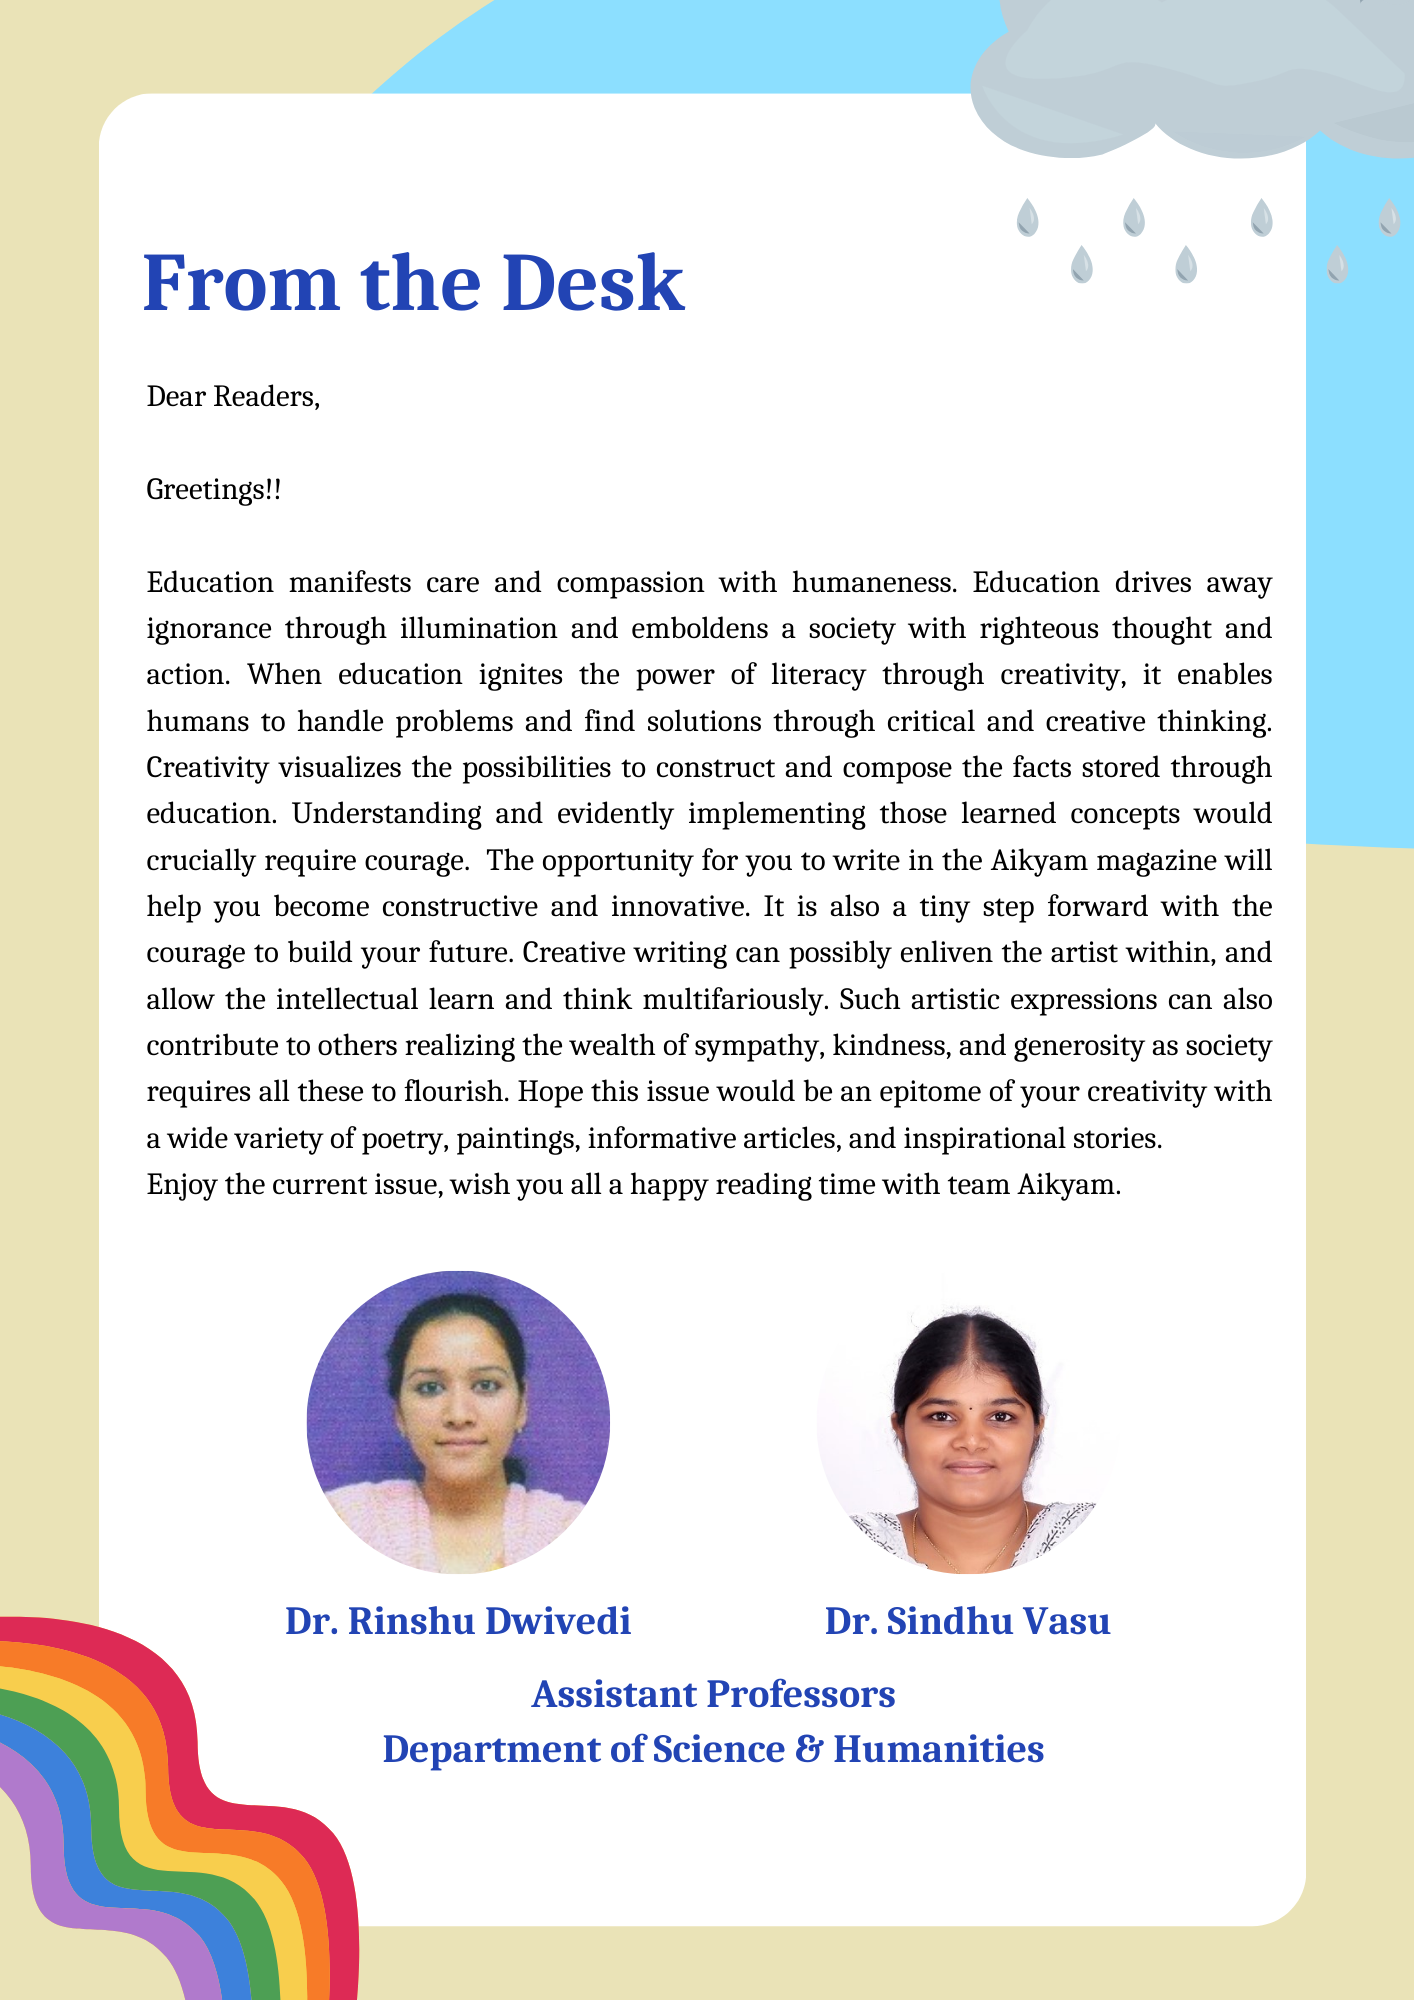 From the Desk
Dear Readers,
Greetings!!
Education manifests care and compassion with humaneness. Education drives away
ignorance through illumination and emboldens a society with righteous thought and
action. When education ignites the power of literacy through creativity, it enables
humans to handle problems and find solutions through critical and creative thinking.
Creativity visualizes the possibilities to construct and compose the facts stored through
education. Understanding and evidently implementing those learned concepts would
crucially require courage.  The opportunity for you to write in the Aikyam magazine will
help you become constructive and innovative. It is also a tiny step forward with the
courage to build your future. Creative writing can possibly enliven the artist within, and
allow the intellectual learn and think multifariously. Such artistic expressions can also
contribute to others realizing the wealth of sympathy, kindness, and generosity as society
requires all these to flourish. Hope this issue would be an epitome of your creativity with
a wide variety of poetry, paintings, informative articles, and inspirational stories.
Enjoy the current issue, wish you all a happy reading time with team Aikyam.
Dr. Rinshu Dwivedi
Dr. Sindhu Vasu
Assistant Professors
Department of Science & Humanities